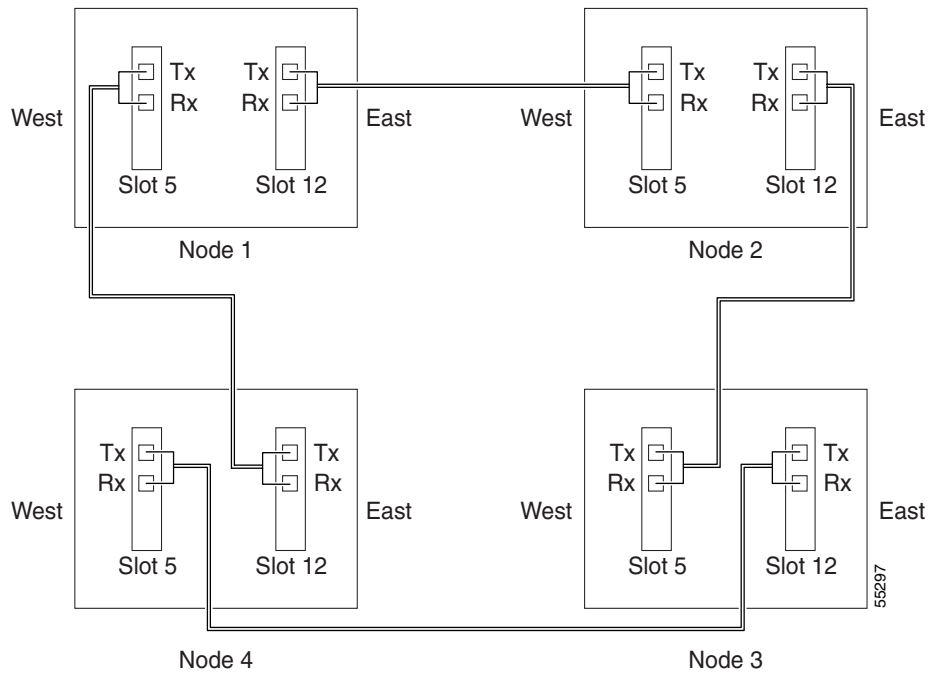 Tx
Tx
Tx
Tx
Rx
Rx
Rx
Rx
West
East
West
East
Slot 5
Slot 12
Slot 5
Slot 12
Node 1
Node 2
Tx
Tx
Tx
Tx
Rx
Rx
Rx
Rx
West
East
West
East
Slot 5
Slot 12
Slot 5
Slot 12
55297
Node 4
Node 3